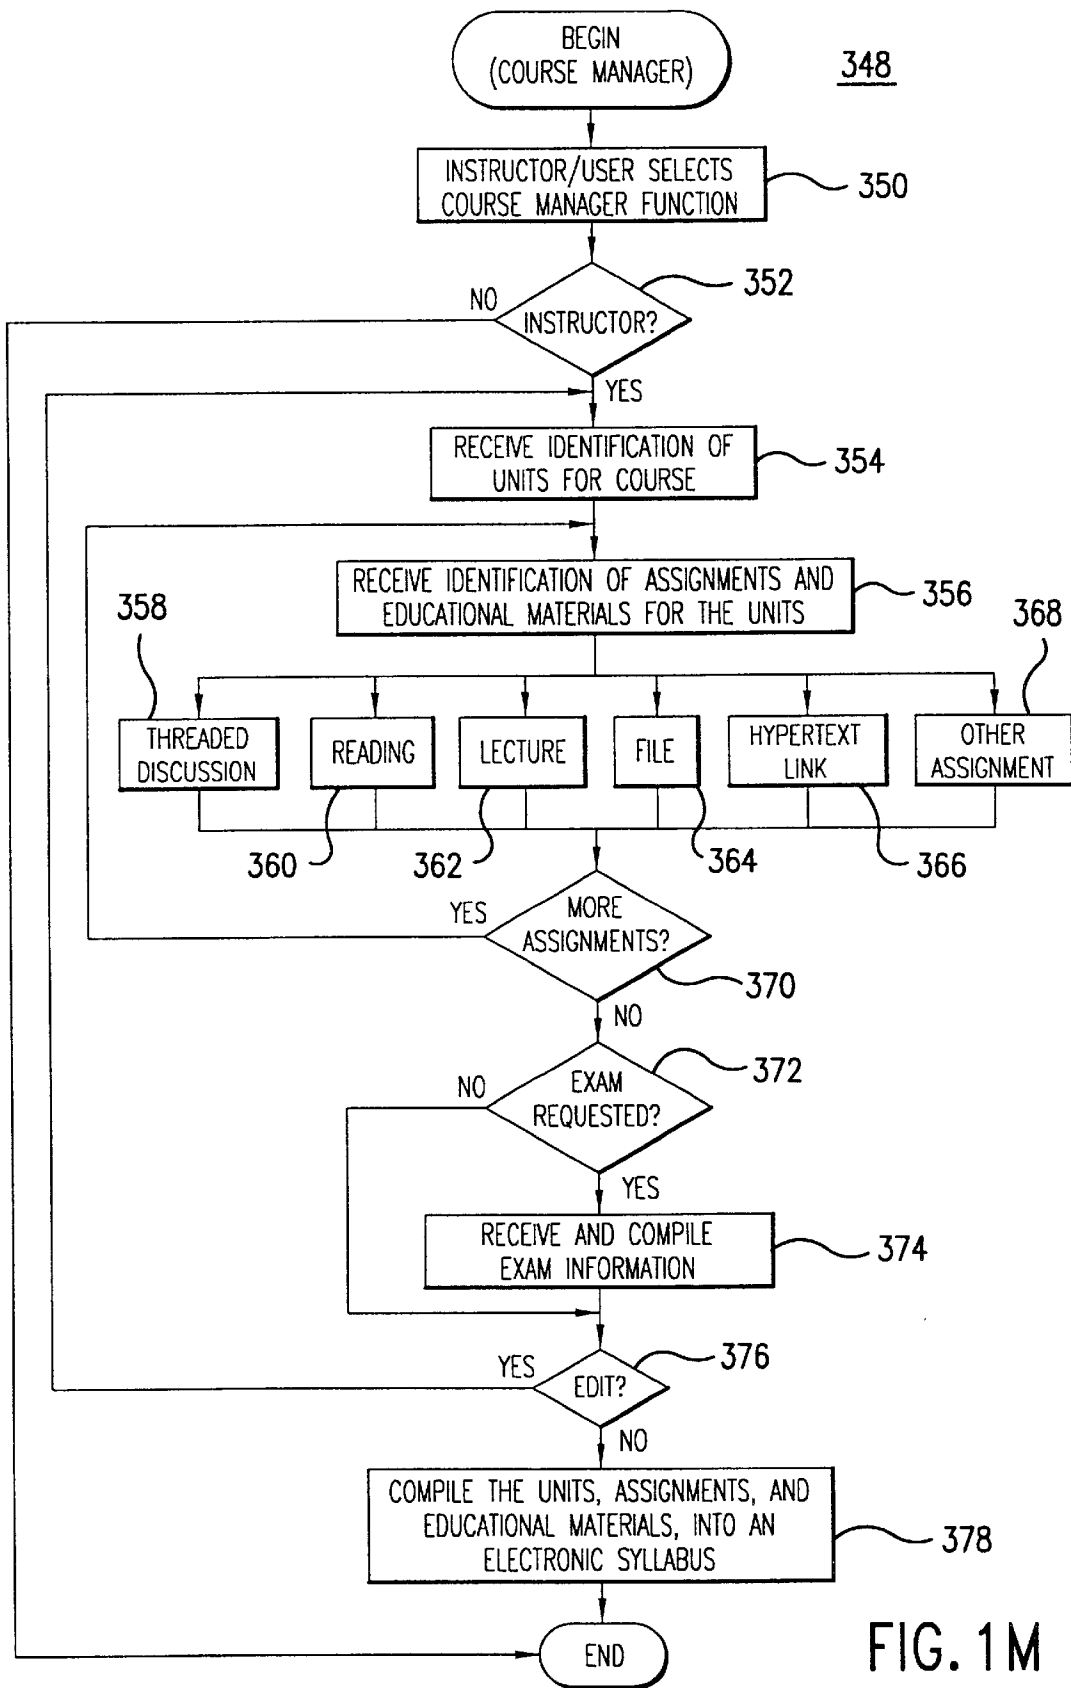 BEGIN
(COURSE MANAGER)
348
INSTRUCTOR/USER SELECTS
COURSE MANAGER FUNCTION
350
352
NO
INSTRUCTOR?
YES
RECEIVE IDENTIFICATION OF
UNITS FOR COURSE
354
RECEIVE IDENTIFICATION OF ASSIGNMENTS AND
EDUCATIONAL MATERIALS FOR THE UNITS
356
358
368
THREADED
DISCUSSION
READING
LECTURE
FILE
HYPERTEXT
LINK
OTHER
ASSIGNMENT
360
362
364
366
YES
MORE
ASSIGNMENTS?
370
NO
372
NO
EXAM
REQUESTED?
YES
RECEIVE AND COMPILE
EXAM INFORMATION
374
376
YES
EDIT?
NO
COMPILE THE UNITS, ASSIGNMENTS, AND
EDUCATIONAL MATERIALS, INTO AN
ELECTRONIC SYLLABUS
378
END
FIG. 1M